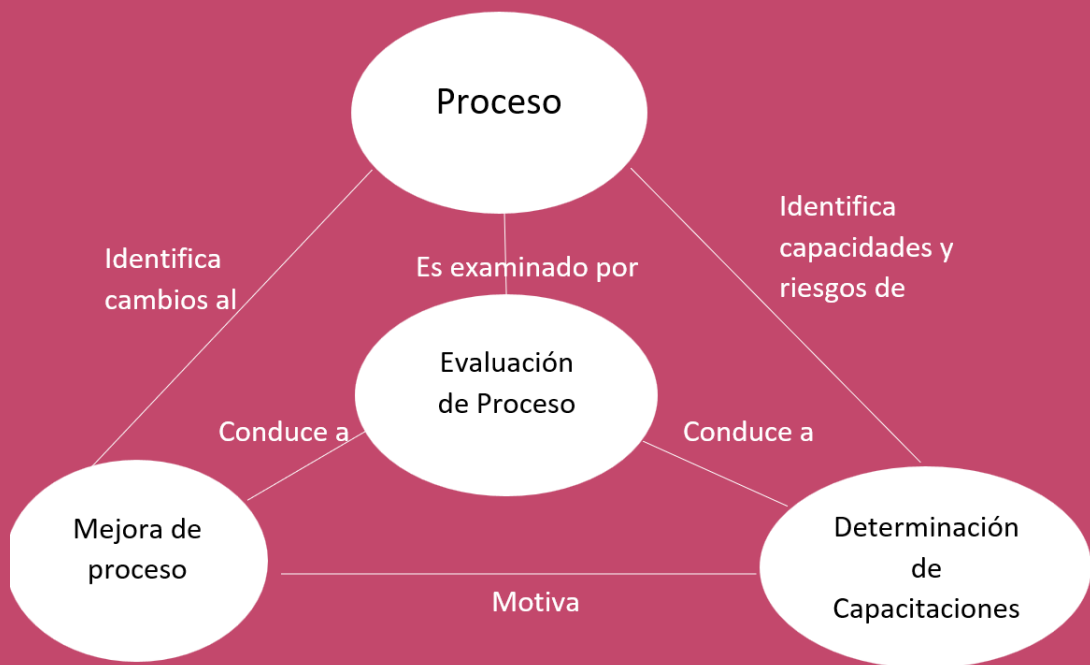 Proceso
Identifica
cambios al
Es examinado por
Identifica
capacidades y
riesgos de
Evaluación
de Proceso
Conduce a
Conduce a
Mejora de
proceso
Motiva
Determinación
de
Capacitaciones